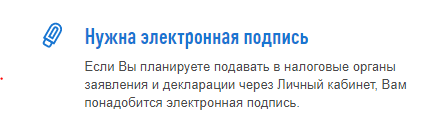 Нужна электронная подпись
Если Вы планируете подавать в налоговые органы
заявления и декларации через Личный кабинет, Вам
понадобится электронная подпись.